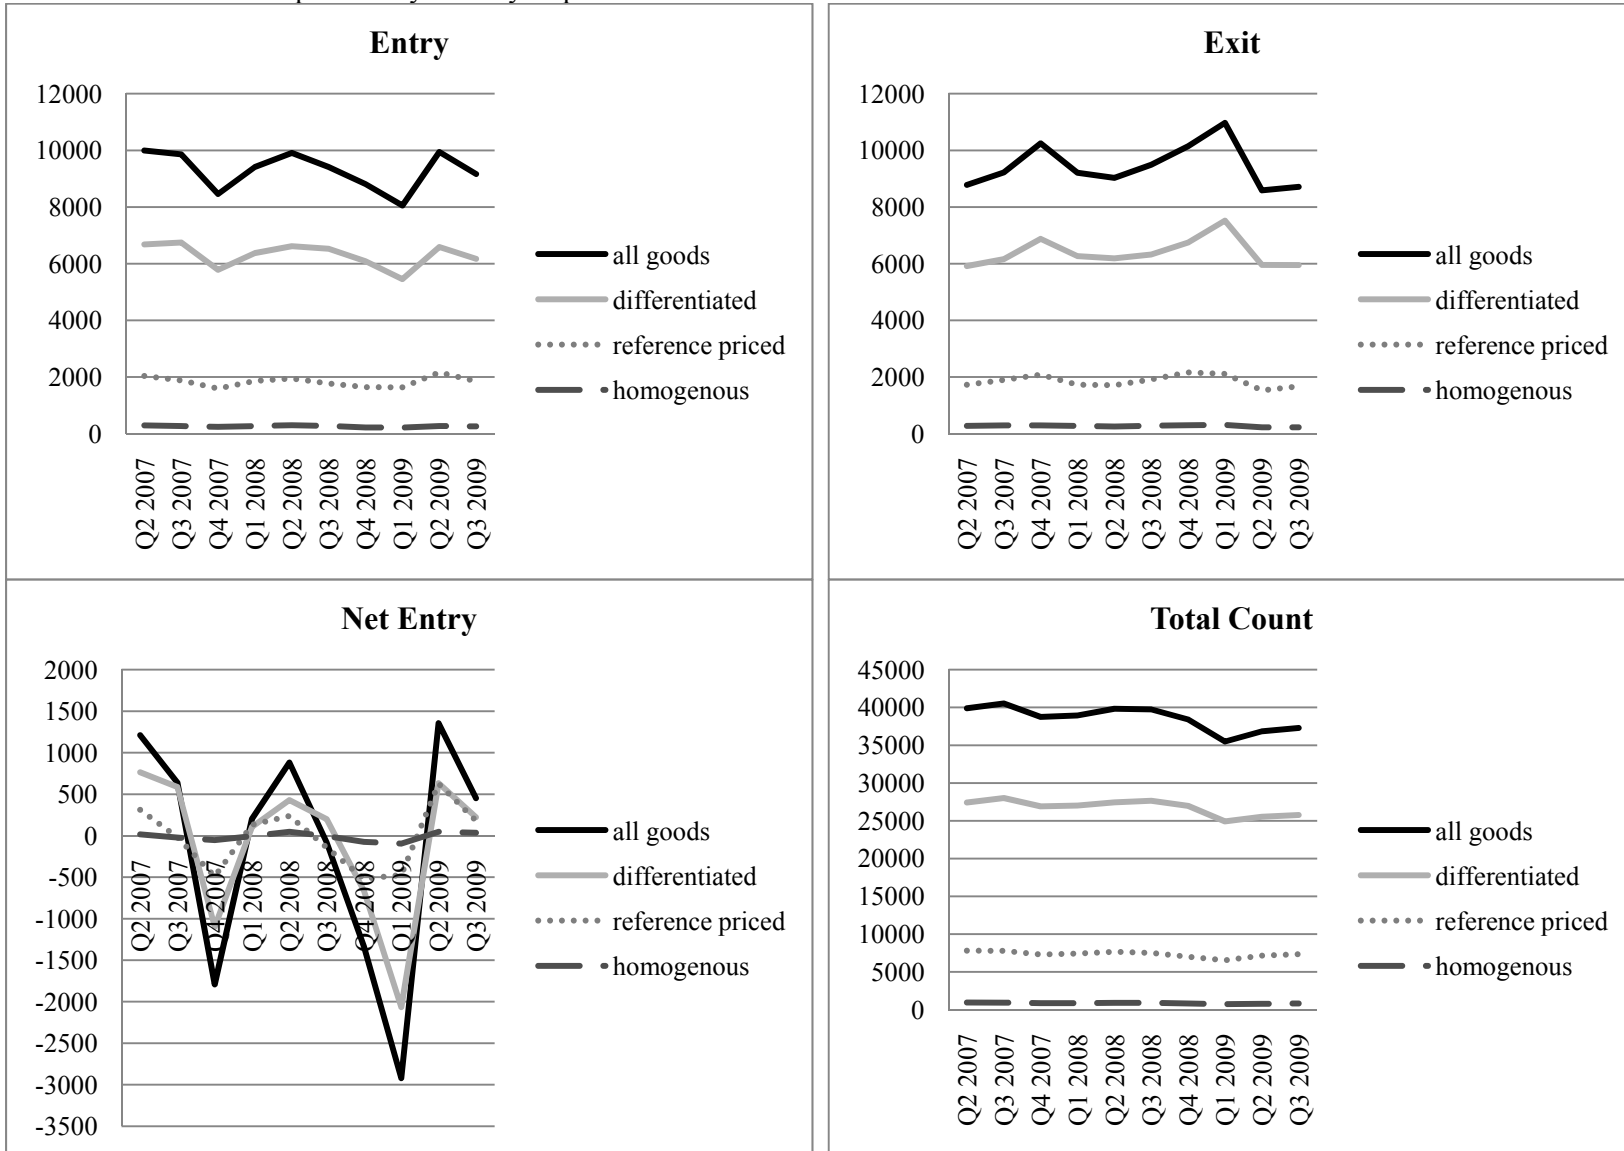 Entry
12000
10000
8000
6000
4000
2000
0
Q2 2007
Q3 2007
Q4 2007
Q1 2008
Q2 2008
Q3 2008
Q4 2008
Q1 2009
Q2 2009
Q3 2009
all goods
differentiated
reference priced
homogenous
Exit
12000
10000
8000
6000
4000
2000
0
Q2 2007
Q3 2007
Q4 2007
Q1 2008
Q2 2008
Q3 2008
Q4 2008
Q1 2009
Q2 2009
Q3 2009
all goods
differentiated
reference priced
homogenous
Net Entry
2000
1500
1000
500
0
-500
-1000
-1500
-2000
-2500
-3000
-3500
Q2 2007
Q3 2007
Q4 2007
Q1 2008
Q2 2008
Q3 2008
Q4 2008
Q1 2009
Q2 2009
Q3 2009
all goods
differentiated
reference priced
homogenous
Total Count
45000
40000
35000
30000
25000
20000
15000
10000
5000
0
Q2 2007
Q3 2007
Q4 2007
Q1 2008
Q2 2008
Q3 2008
Q4 2008
Q1 2009
Q2 2009
Q3 2009
all goods
differentiated
reference priced
homogenous